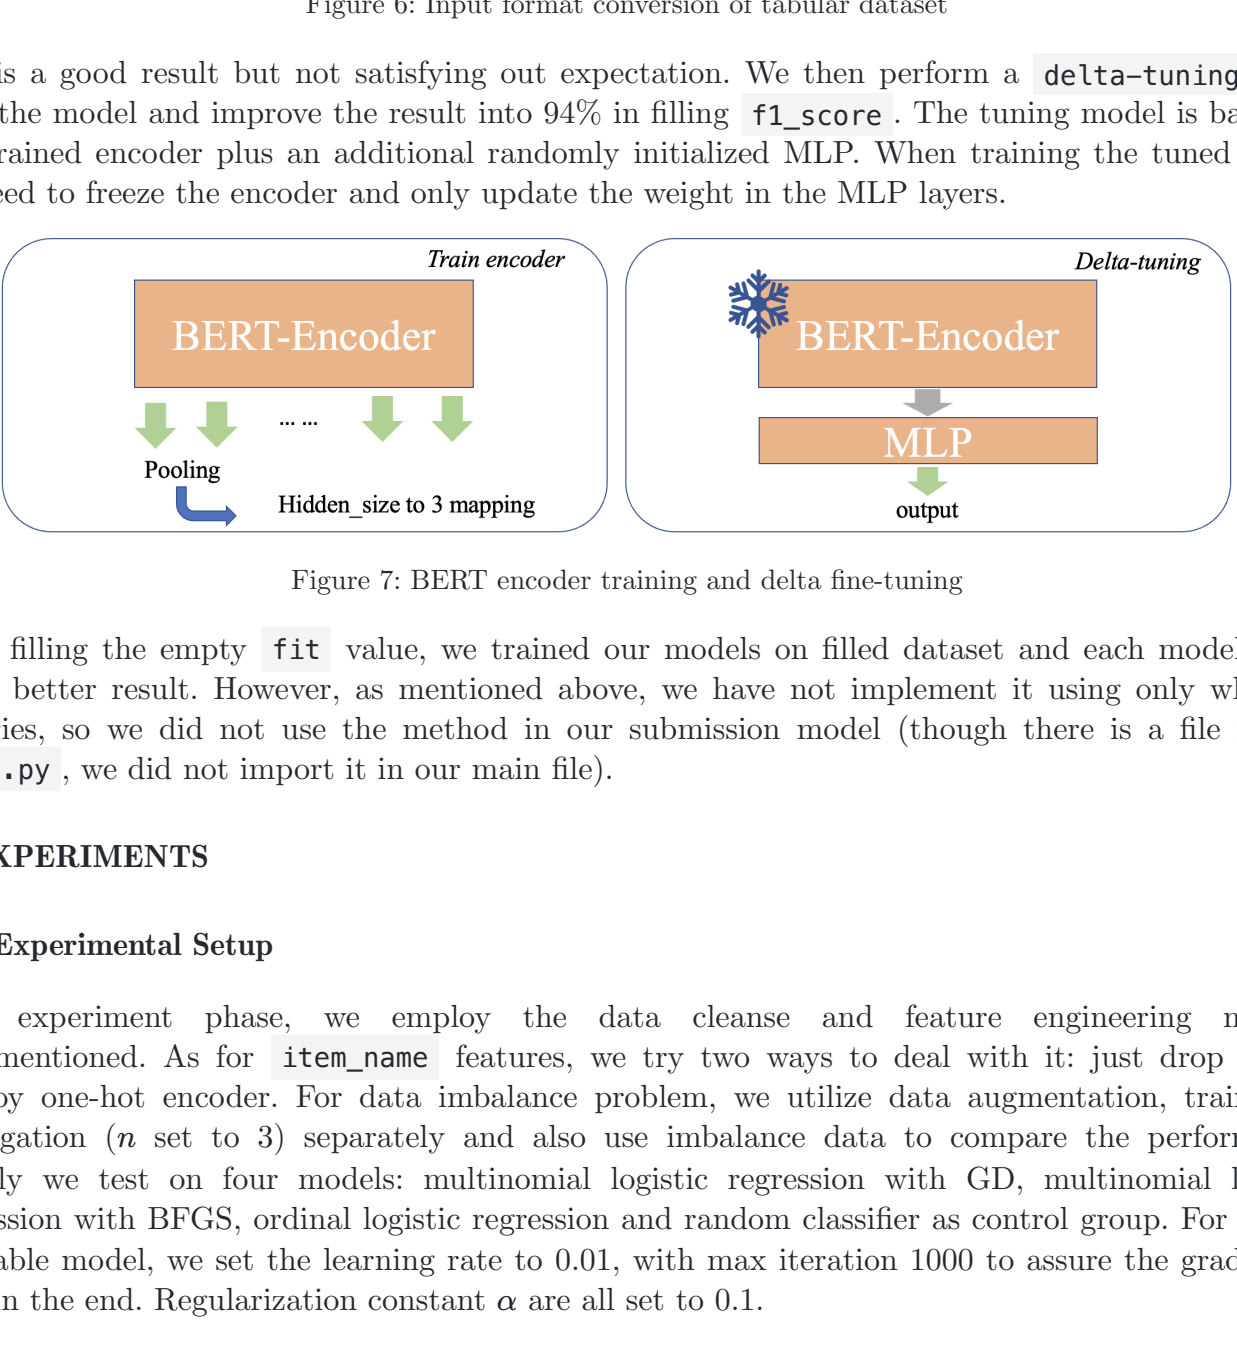 Figure 6: Input format conversion of tabular dataset
is a good result but not satisfying out expectation. We then perform a delta-tuning
the model and improve the result into 94% in filling f1_score . The tuning model is ba
rained encoder plus an additional randomly initialized MLP. When training the tuned
eed to freeze the encoder and only update the weight in the MLP layers.
Train encoder
BERT-Encoder
... ...
Pooling
Hidden_size to 3 mapping
Delta-tuning
BERT-Encoder
MLP
output
Figure 7: BERT encoder training and delta fine-tuning
filling the empty fit value, we trained our models on filled dataset and each model
better result. However, as mentioned above, we have not implement it using only wh
ries, so we did not use the method in our submission model (though there is a file
.py , we did not import it in our main file).
XPERIMENTS
Experimental Setup
experiment phase, we employ the data cleanse and feature engineering m
mentioned. As for item_name features, we try two ways to deal with it: just drop
by one-hot encoder. For data imbalance problem, we utilize data augmentation, train
gation (n set to 3) separately and also use imbalance data to compare the perform
ly we test on four models: multinomial logistic regression with GD, multinomial l
ssion with BFGS, ordinal logistic regression and random classifier as control group. For
able model, we set the learning rate to 0.01, with max iteration 1000 to assure the grad
in the end. Regularization constant α are all set to 0.1.